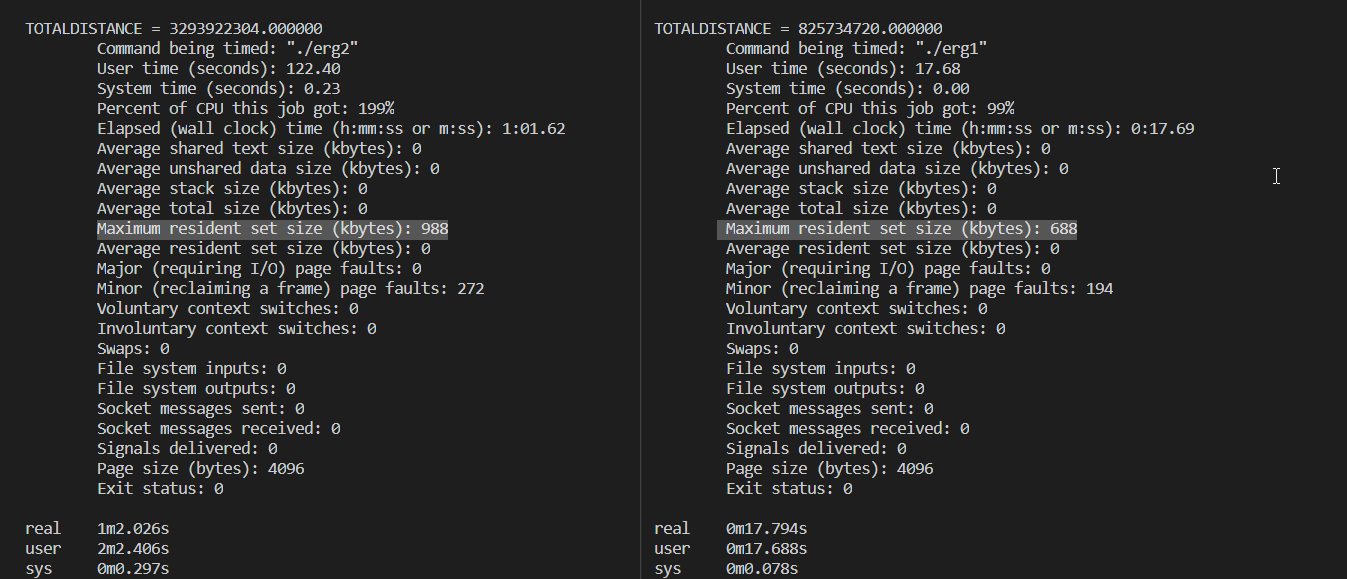 TOTALDISTANCE = 3293922304.000000
Command being timed: "./erg2"
User time (seconds): 122.40
System time (seconds): 0.23
Percent of CPU this job got: 199%
Elapsed (wall clock) time (h:mm:ss or m:ss): 1:01.62
Average shared text size (kbytes): 0
Average unshared data size (kbytes): 0
Average stack size (kbytes): 0
Average total size (kbytes): 0
Maximum resident set size (kbytes): 988
Average resident set size (kbytes): 0
Major (requiring I/O) page faults: 0
Minor (reclaiming a frame) page faults: 272
Voluntary context switches: 0
Involuntary context switches: 0
Swaps: 0
File system inputs: 0
File system outputs: 0
Socket messages sent: 0
Socket messages received: 0
Signals delivered: 0
Page size (bytes): 4096
Exit status: 0
real 1m2.026s
user 2m2.406s
sys 0m0.297s
TOTALDISTANCE = 825734720.000000
Command being timed: "./erg1"
User time (seconds): 17.68
System time (seconds): 0.00
Percent of CPU this job got: 99%
Elapsed (wall clock) time (h:mm:ss or m:ss): 0:17.69
Average shared text size (kbytes): 0
Average unshared data size (kbytes): 0
Average stack size (kbytes): 0
Average total size (kbytes): 0
Maximum resident set size (kbytes): 688
Average resident set size (kbytes): 0
Major (requiring I/O) page faults: 0
Minor (reclaiming a frame) page faults: 194
Voluntary context switches: 0
Involuntary context switches: 0
Swaps: 0
File system inputs: 0
File system outputs: 0
Socket messages sent: 0
Socket messages received: 0
Signals delivered: 0
Page size (bytes): 4096
Exit status: 0
real 0m17.794s
user 0m17.688s
sys 0m0.078s